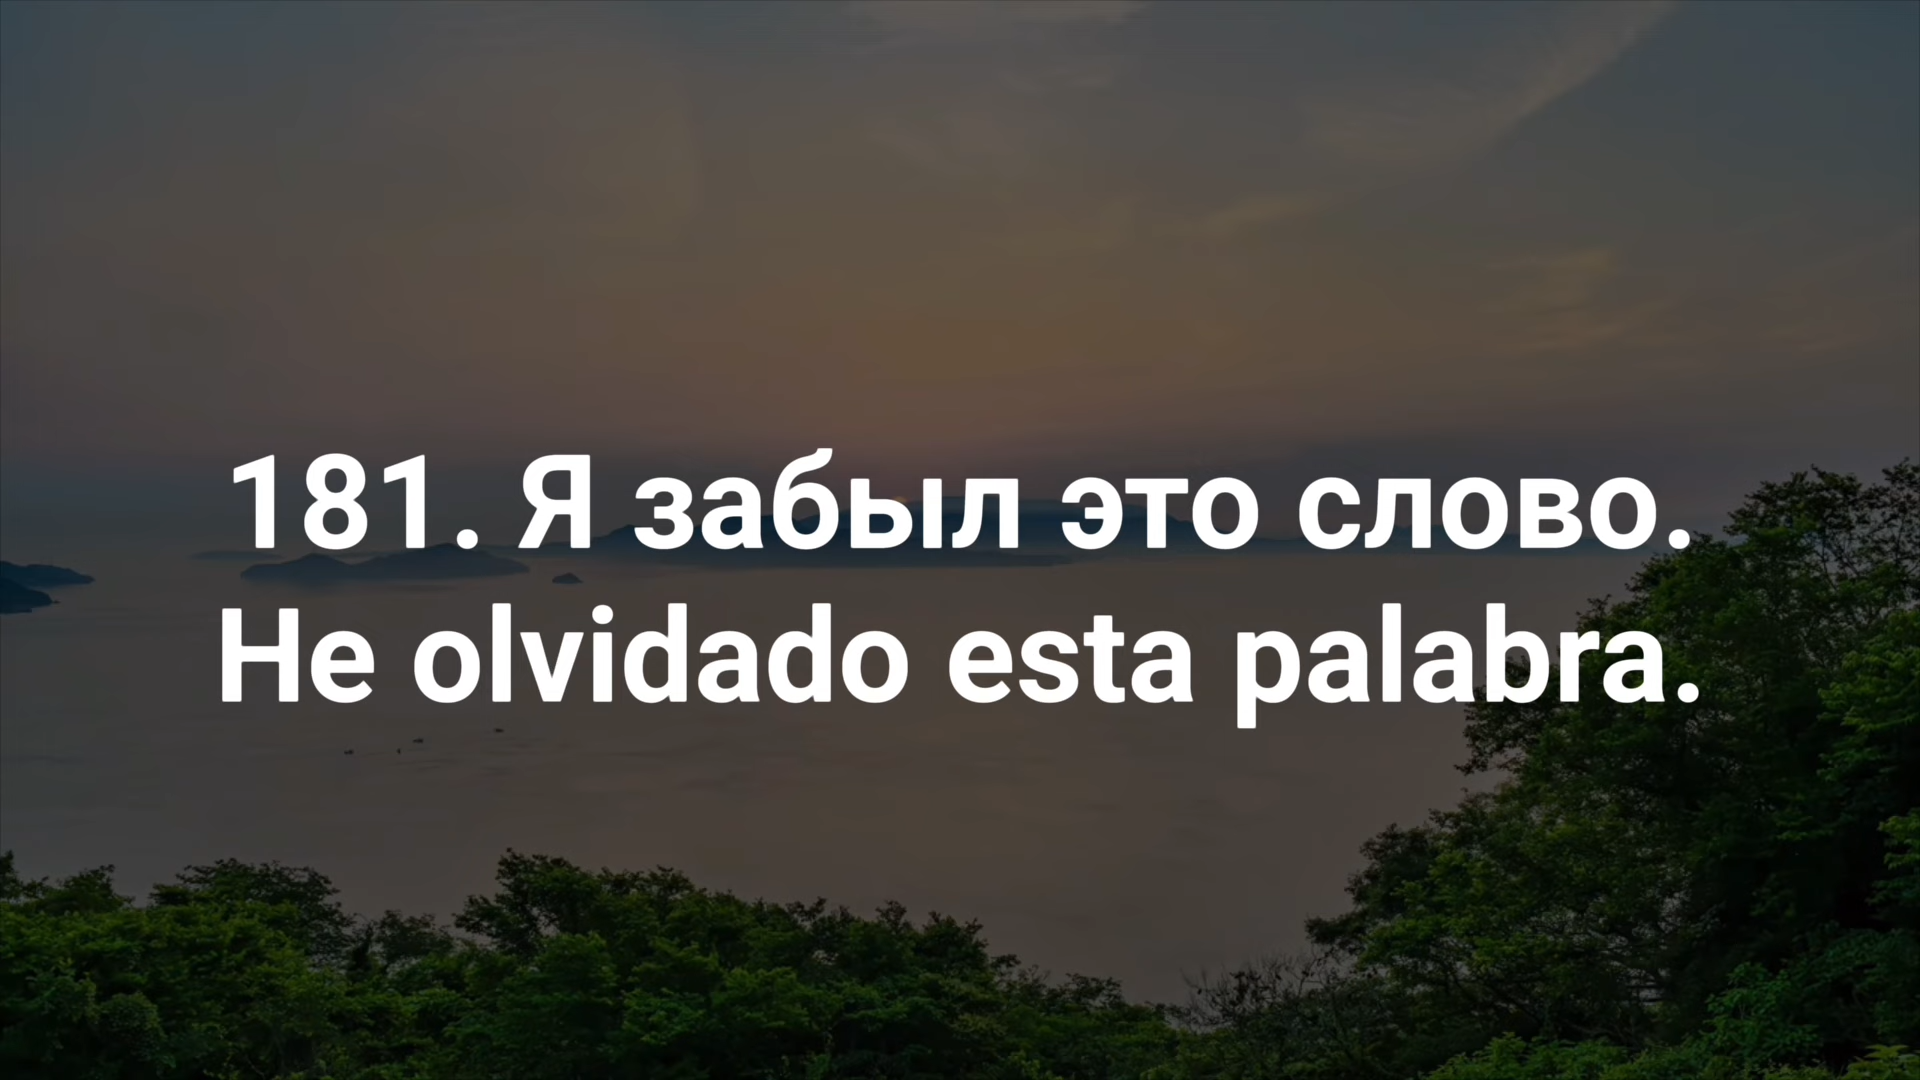 181. Я забыл это слово.
He olvidado esta palabra.